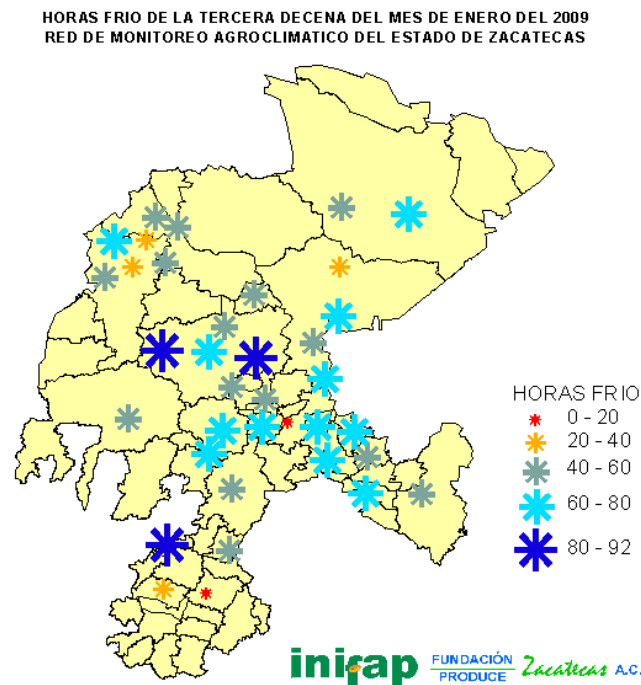 HORAS FRIO DE LA TERCERA DECENA DEL MES DE ENERO DEL 2009
RED DE MONITOREO AGROCLIMATICO DEL ESTADO DE ZACATECAS
HORAS FRIO
0 - 20
20 - 40
40 - 60
60 - 80
80 - 92
inifap
FUNDACIÓN
PRODUCE
Zacatecas A.C.